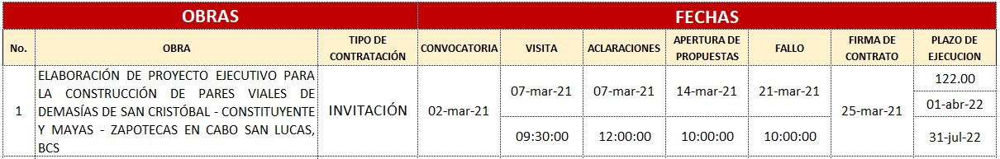 OBRAS FECHAS
No. OBRA TIPO DE CONTRATACIÓN CONVOCATORIA VISITA ACLARACIONES APERTURA DE PROPUESTAS FALLO FIRMA DE CONTRATO PLAZO DE EJECUCION
1
ELABORACIÓN DE PROYECTO EJECUTIVO PARA
LA CONSTRUCCIÓN DE PARES VIALES DE
DEMASÍAS DE SAN CRISTÓBAL - CONSTITUYENTE
Y MAYAS - ZAPOTECAS EN CABO SAN LUCAS,
BCS
INVITACIÓN
02-mar-21
07-mar-21 07-mar-21 14-mar-21 21-mar-21
09:30:00 12:00:00 10:00:00 10:00:00
25-mar-21
122.00
01-abr-22
31-jul-22